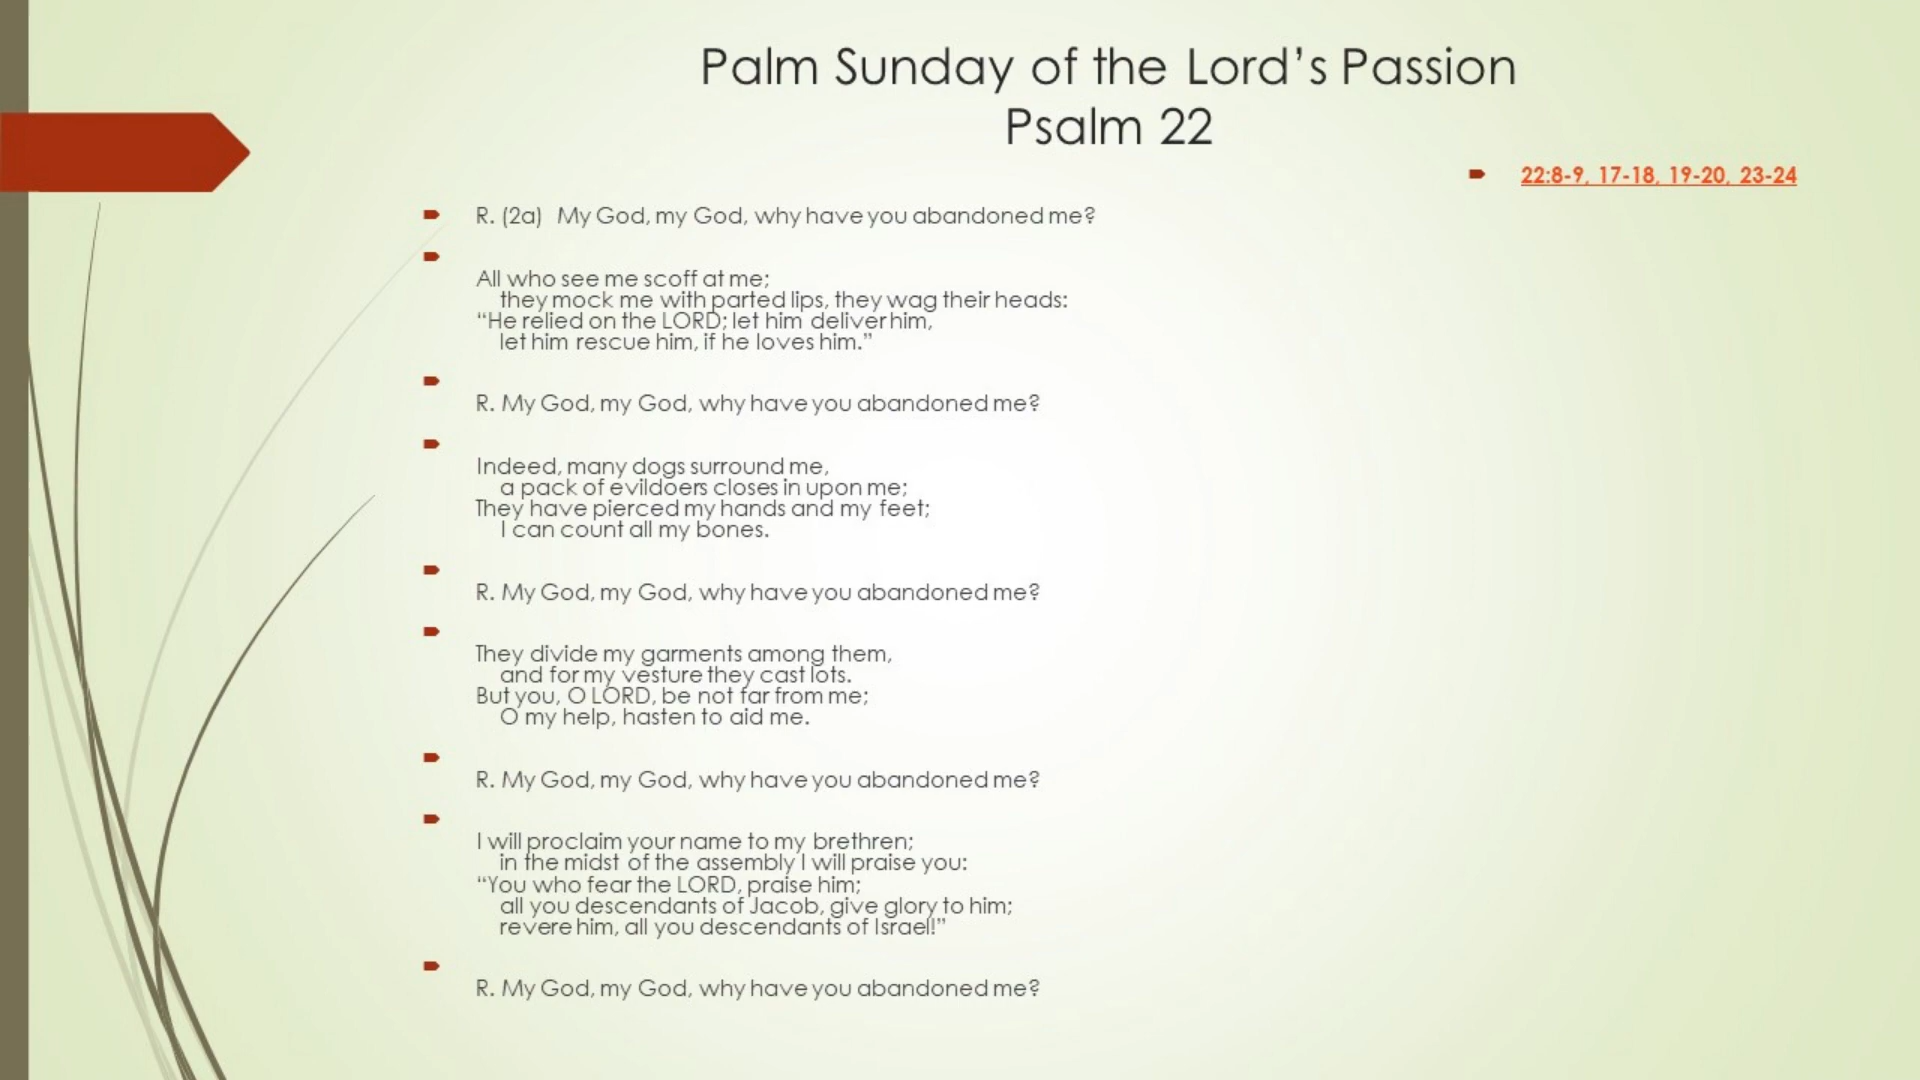 Palm Sunday of the Lord’s Passion
Psalm 22
22:8-9, 17-18, 19-20, 23-24
R. (2a) My God, my God, why have you abandoned me?
All who see me scoff at me;
they mock me with parted lips, they wag their heads:
“He relied on the LORD; let him deliver him,
let him rescue him, if he loves him.”
R. My God, my God, why have you abandoned me?
Indeed, many dogs surround me,
a pack of evildoers closes in upon me;
They have pierced my hands and my feet;
I can count all my bones.
R. My God, my God, why have you abandoned me?
They divide my garments among them,
and for my vesture they cast lots.
But you, O LORD, be not far from me;
O my help, hasten to aid me.
R. My God, my God, why have you abandoned me?
I will proclaim your name to my brethren;
in the midst of the assembly I will praise you:
“You who fear the LORD, praise him;
all you descendants of Jacob, give glory to him;
revere him, all you descendants of Israel!”
R. My God, my God, why have you abandoned me?